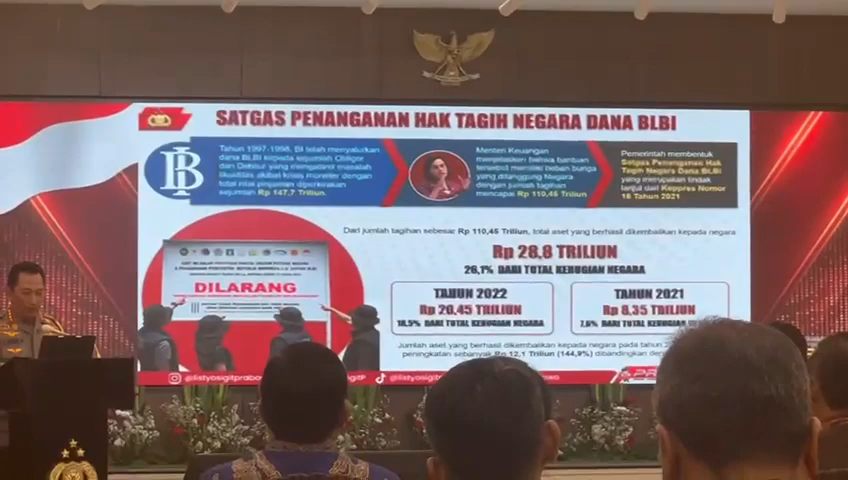 SATGAS PENANGANAN HAK TAGIH NEGARA DANA BLBI
Tahun 1997-1998, BI telah menyalurkan
dana BLBI kepada sejumlah Obligor
dan Debitur yang mengalami masalah
likuiditas akibat krisis moneter dengan
total nilai pinjaman diperkirakan
sejumlah Rp 147,7 Triliun.
Menteri Keuangan
menjelaskan bahwa bantuan
tersebut memiliki beban bunga
yang ditanggung Negara
dengan jumlah tagihan
mencapai Rp 110,45 Triliun.
Pemerintah membentuk
Satgas Penanganan Hak
Tagih Negara Dana BLBI
yang merupakan tindak
lanjut dari Keppres Nomor
16 Tahun 2021
Dari jumlah tagihan sebesar Rp 110,45 Triliun, total aset yang berhasil dikembalikan kepada negara
Rp 28,8 TRILIUN
26,1% DARI TOTAL KERUGIAN NEGARA
TAHUN 2022
Rp 20,45 TRILIUN
18,5% DARI TOTAL KERUGIAN NEGARA
TAHUN 2021
Rp 8,35 TRILIUN
7,6% DARI TOTAL KERUGIAN
DILARANG
Jumlah aset yang berhasil dikembalikan pada tahun 2022
peningkatan sebesar Rp 12,1 Triliun (144,9%) dibandingkan
@listyosigitprabowo
@listyosigitp